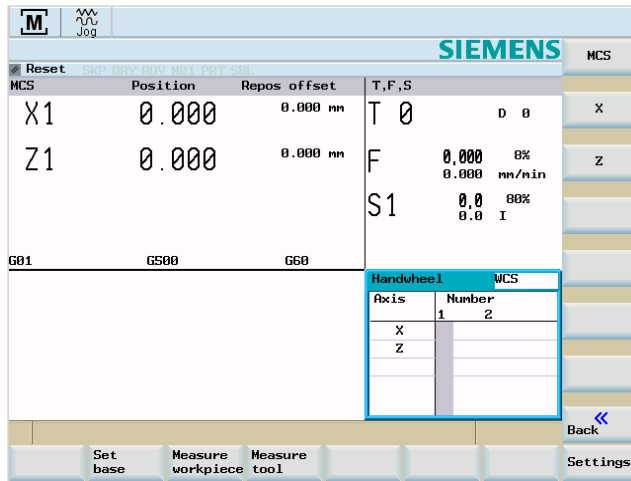 M
Jog
SIEMENS
MCS
Reset SKP DRY ROV M01 PRT SBL
MCS Position Repos offset T,F,S
X1 0.000 0.000 mm T 0 D 0
X
Z1 0.000 0.000 mm F 0.000 8%
0.000 mm/min
Z
S1 0.0 80%
0.0 I
G01 G500 G60
Handwheel WCS
Axis Number
1 2
X
Z
Back
Set base
Measure workpiece
Measure tool
Settings